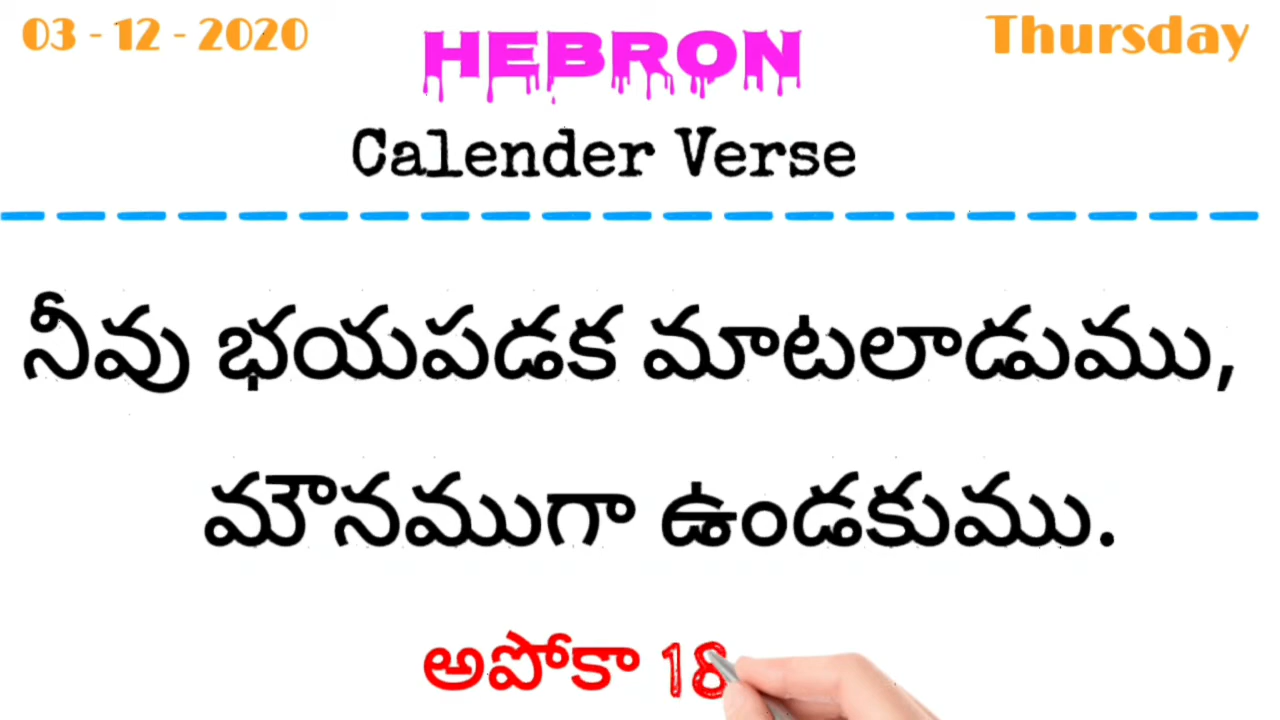 03 - 12 - 2020
HEBRON
Thursday
Calender Verse
నీవు భయపడక మాటలాడుము,
మౌనముగా ఉండకుము.
అపోకా 18